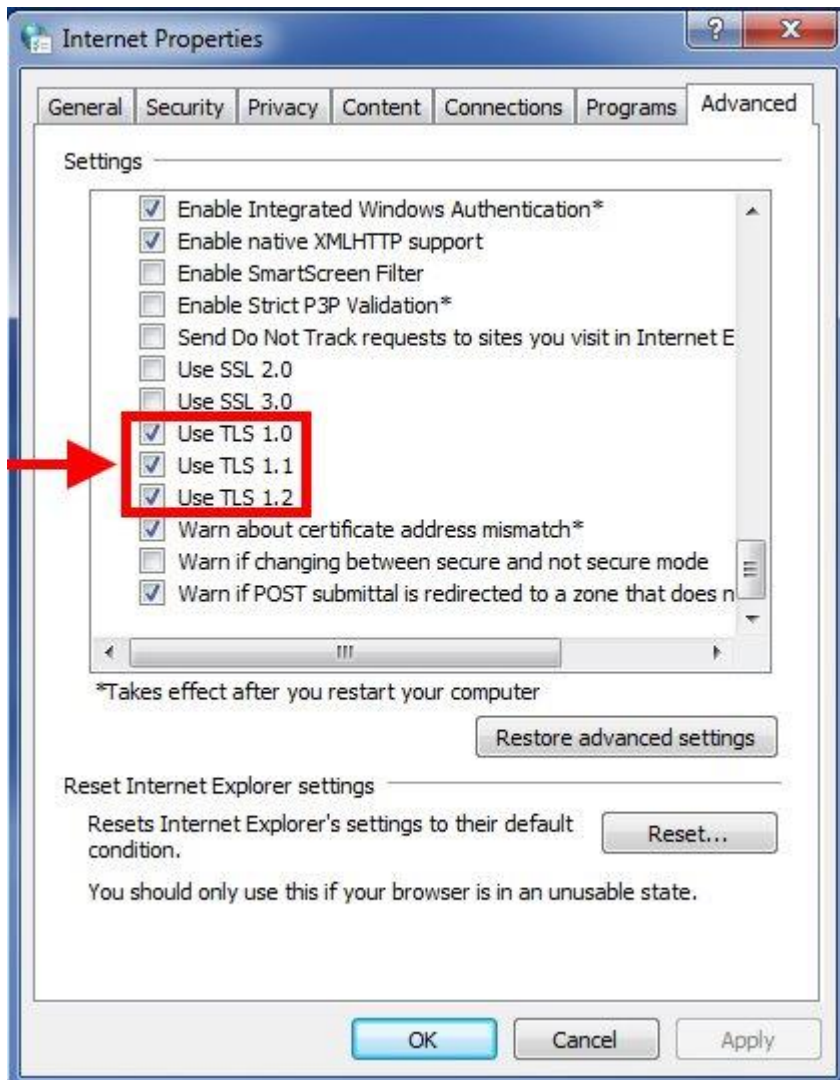 Internet Properties
General Security Privacy Content Connections Programs Advanced
Settings
Enable Integrated Windows Authentication*
Enable native XMLHTTP support
Enable SmartScreen Filter
Enable Strict P3P Validation*
Send Do Not Track requests to sites you visit in Internet E
Use SSL 2.0
Use SSL 3.0
Use TLS 1.0
Use TLS 1.1
Use TLS 1.2
Warn about certificate address mismatch*
Warn if changing between secure and not secure mode
Warn if POST submittal is redirected to a zone that does n
*Takes effect after you restart your computer
Restore advanced settings
Reset Internet Explorer settings
Resets Internet Explorer's settings to their default
condition.
Reset...
You should only use this if your browser is in an unusable state.
OK Cancel Apply